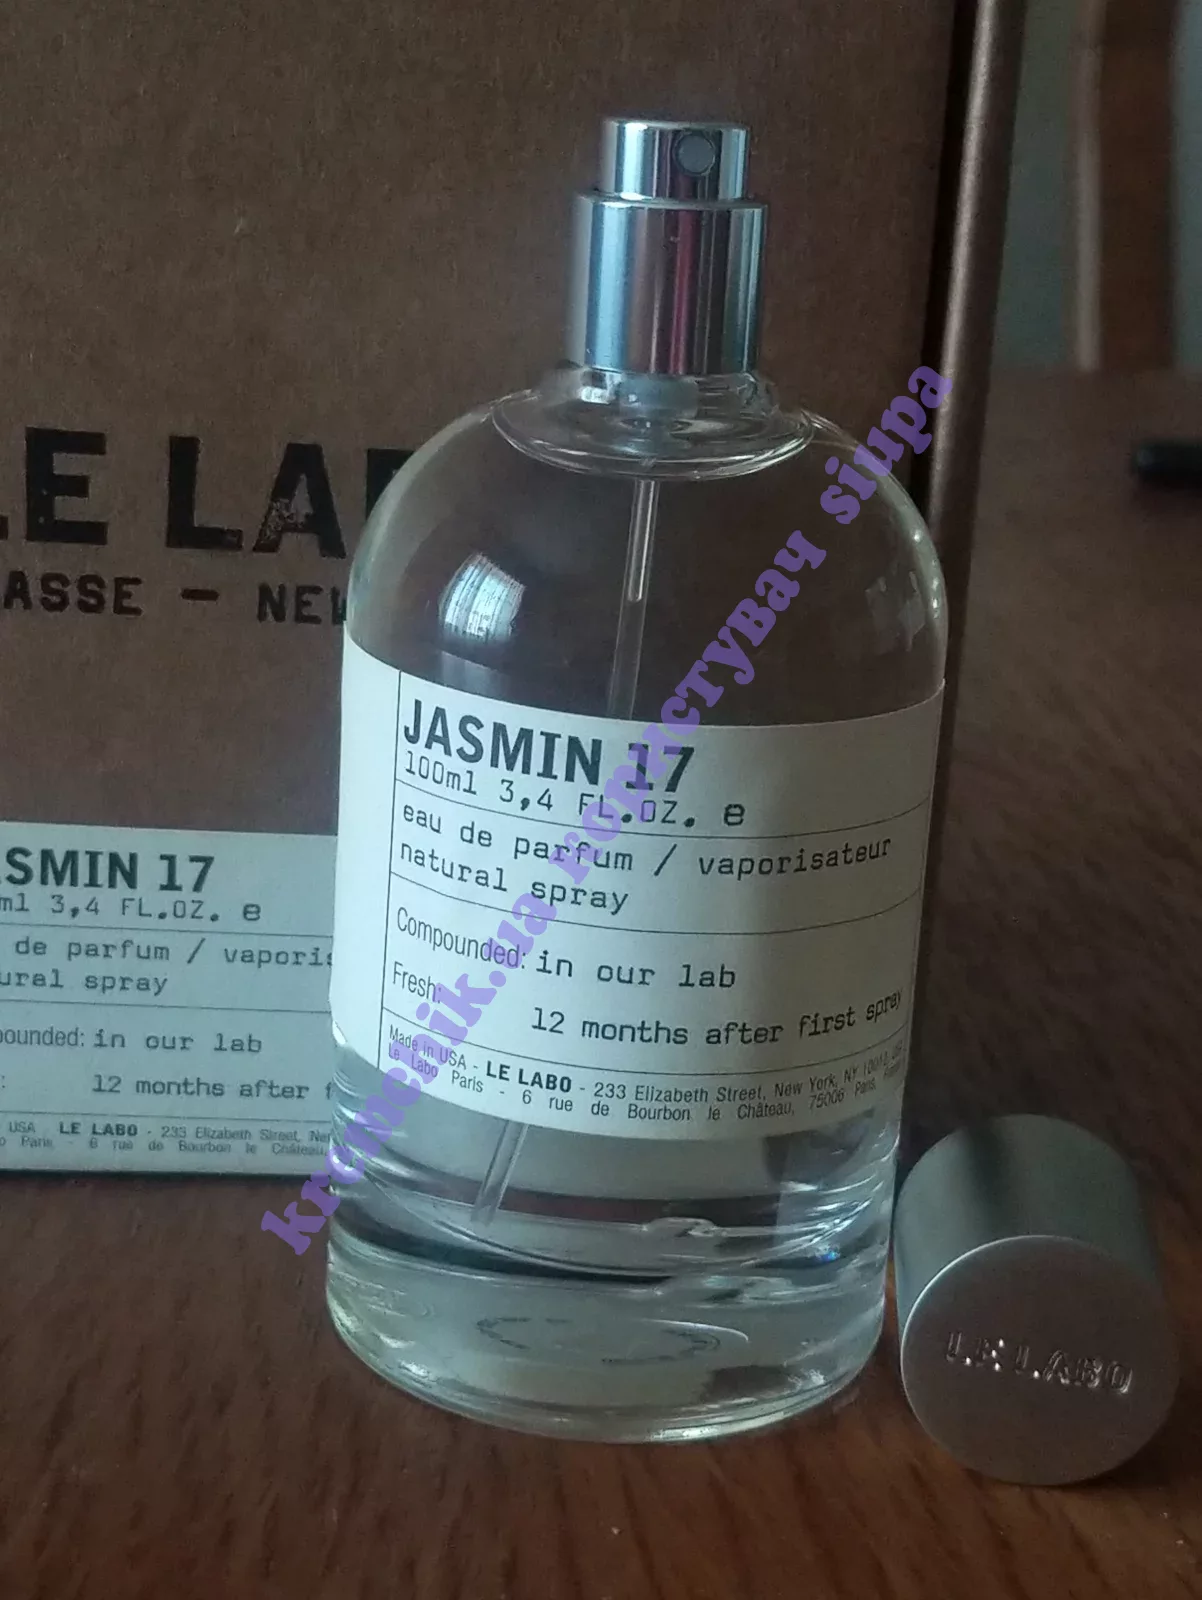 LE LA
ASSE – NEW
JASMIN 17
100ml 3,4 FL.OZ. e
eau de parfum / vaporisateur
natural spray
Compounded: in our lab
Fresh:
12 months after first spray
Made in USA - LE LABO - 233 Elizabeth Street, New York, NY
Le Labo Paris - 6 rue de Bourbon le Château, 75006 Paris,
ASMIN 17
ml 3,4 FL.OZ. e
de parfum / vaporis
ural spray
pounded: in our lab
12 months after f
USA - LE LABO - 233 Elizabeth Street, Ne
Paris - 6 rue de Bourbon le Château,
LE LABO
kremchik.ua користувач siupa